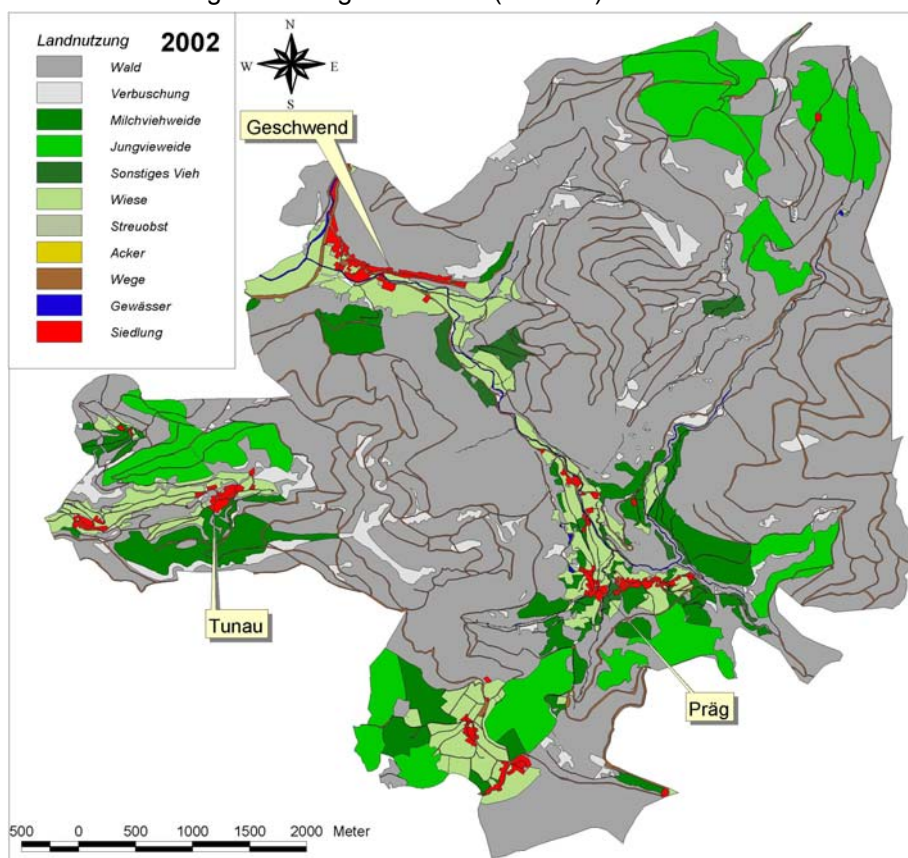 Landnutzung 2002
Wald
Verbuschung
Milchviehweide
Jungvieweide
Sonstiges Vieh
Wiese
Streuobst
Acker
Wege
Gewässer
Siedlung
N
W E
S
Geschwend
Tunau
Präg
500 0 500 1000 1500 2000 Meter